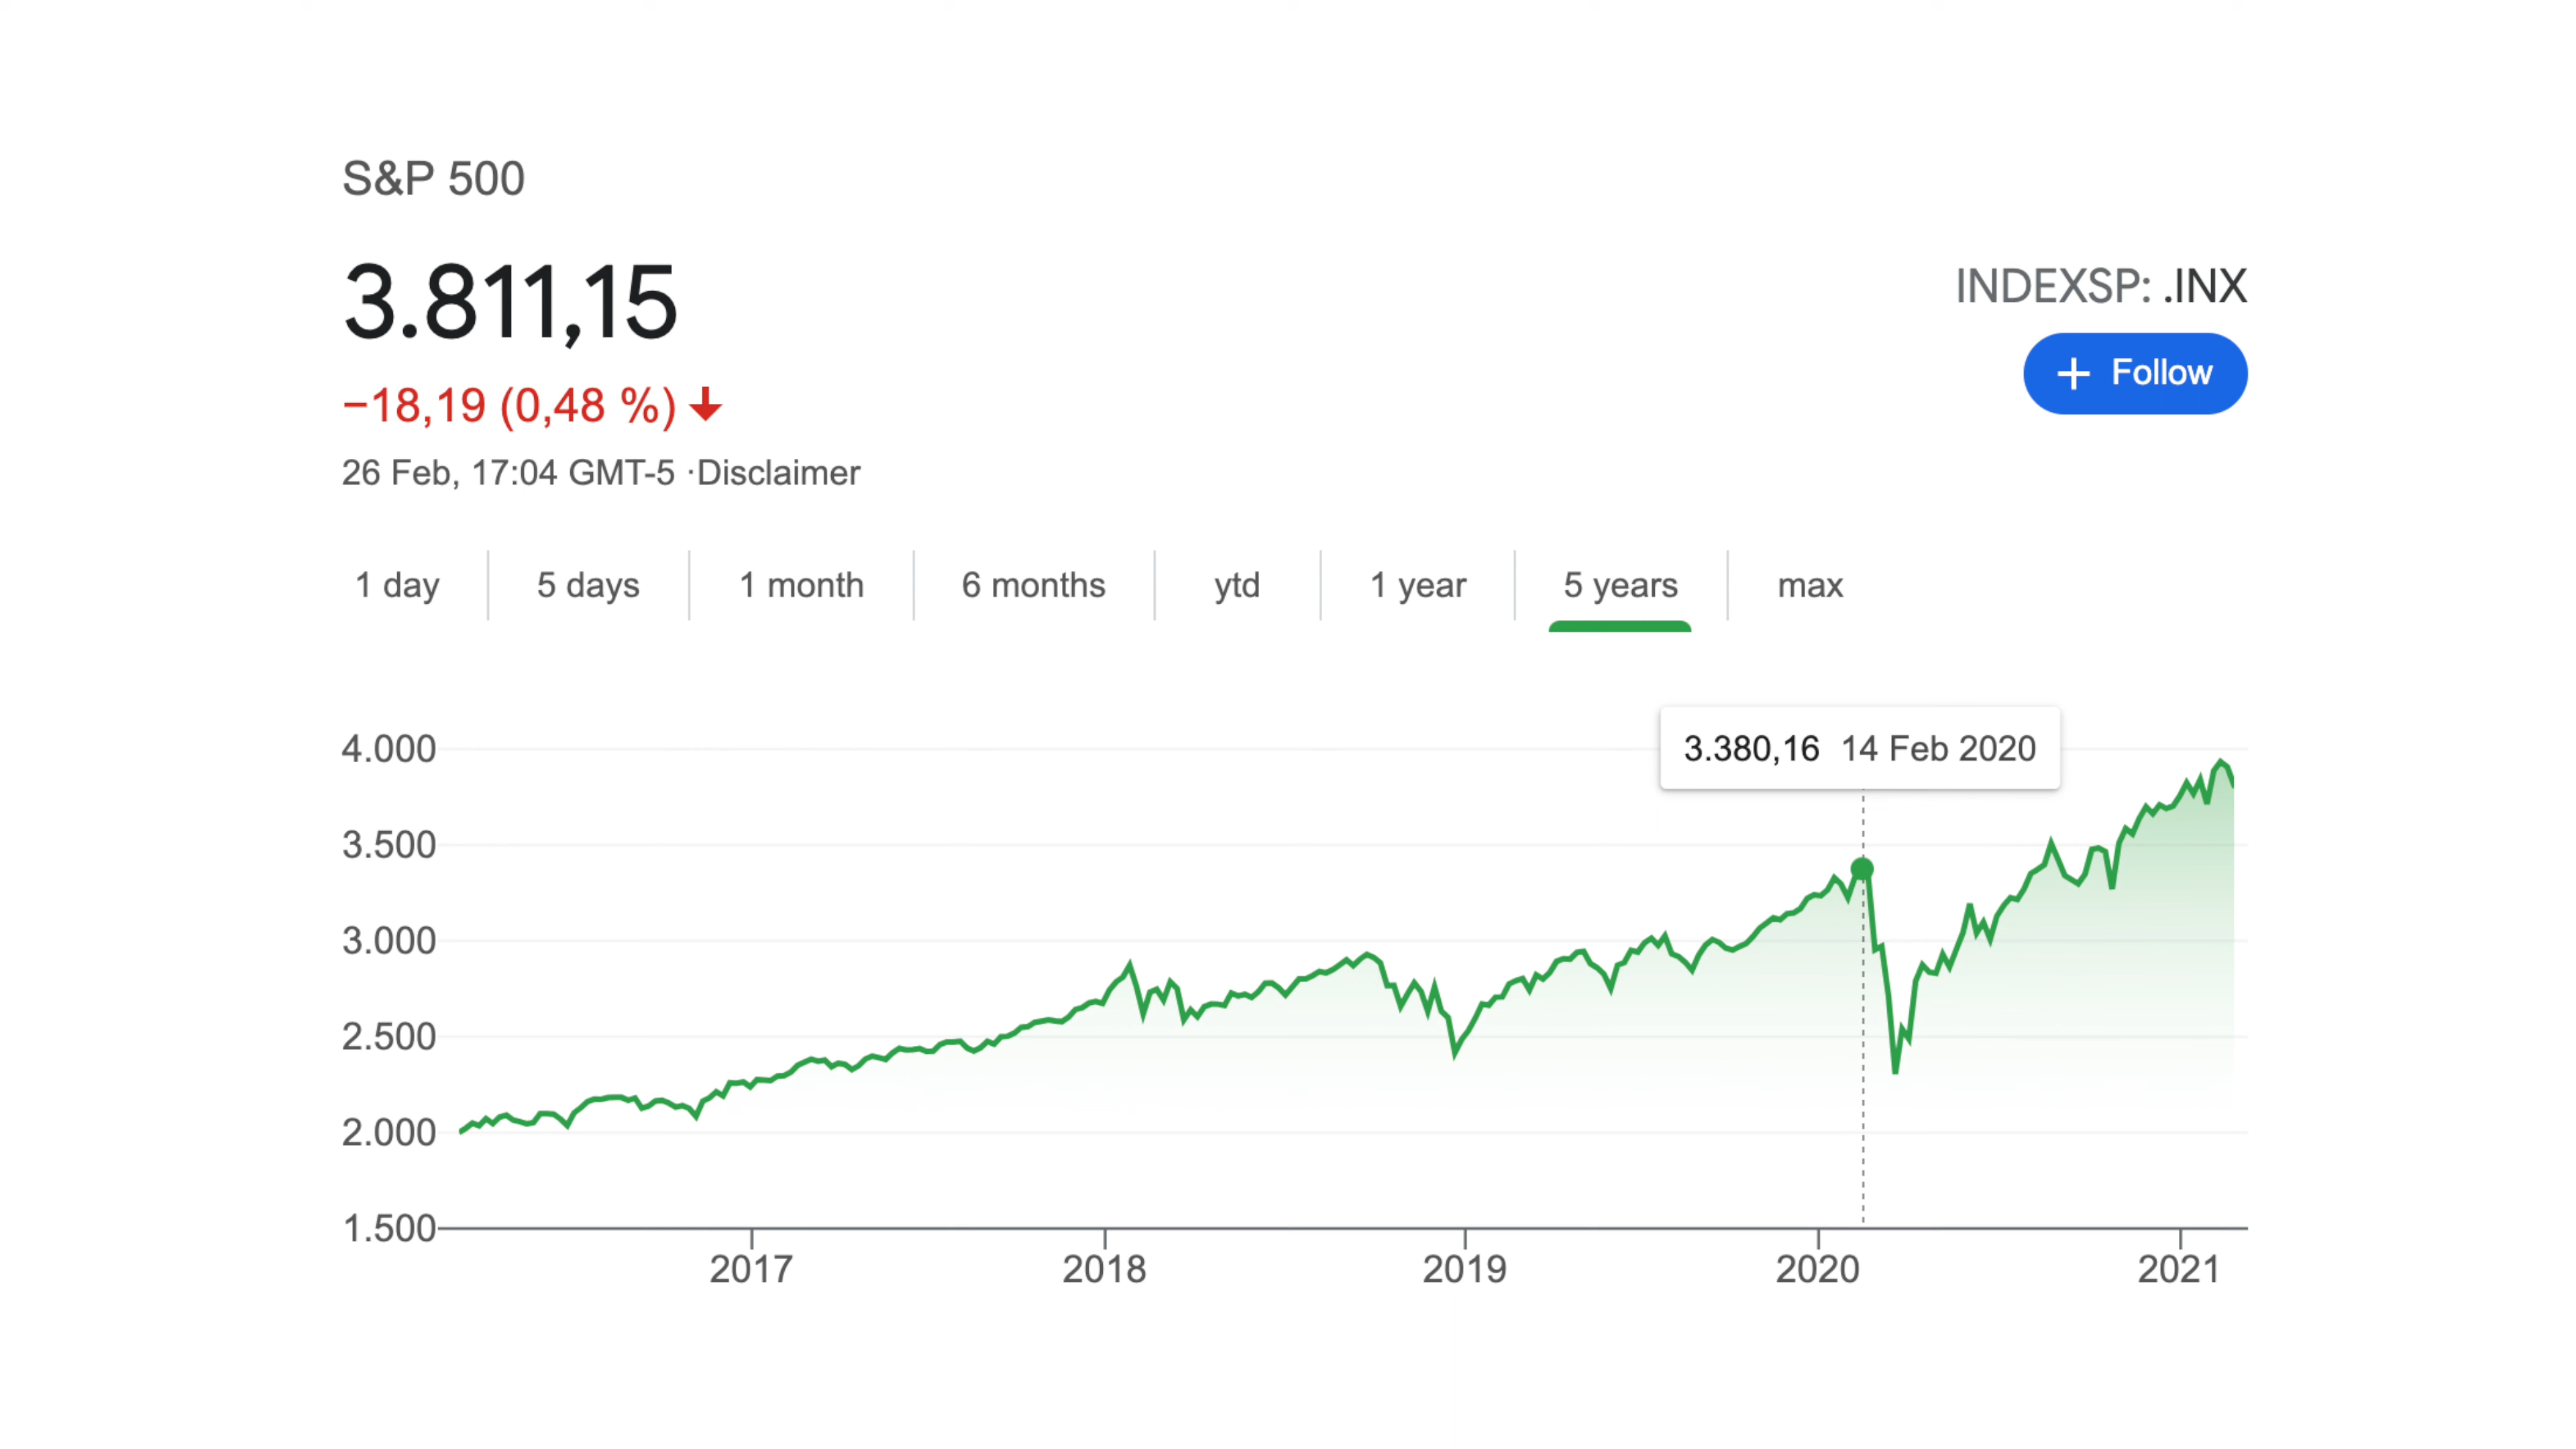 S&P 500
3.811,15
INDEXSP: .INX
+ Follow
−18,19 (0,48 %)
26 Feb, 17:04 GMT-5 ·Disclaimer
1 day 5 days 1 month 6 months ytd 1 year 5 years max
3.380,16 14 Feb 2020
4.000
3.500
3.000
2.500
2.000
1.500
2017 2018 2019 2020 2021